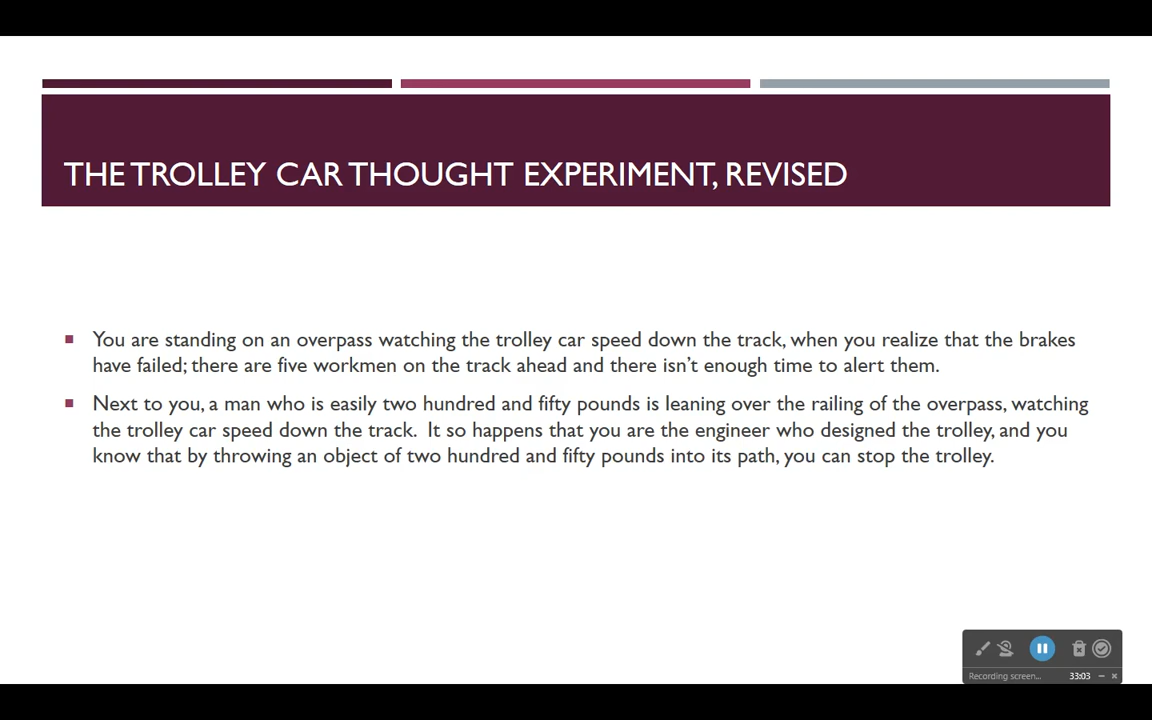 THE TROLLEY CAR THOUGHT EXPERIMENT, REVISED
You are standing on an overpass watching the trolley car speed down the track, when you realize that the brakes
have failed; there are five workmen on the track ahead and there isn't enough time to alert them.
Next to you, a man who is easily two hundred and fifty pounds is leaning over the railing of the overpass, watching
the trolley car speed down the track. It so happens that you are the engineer who designed the trolley, and you
know that by throwing an object of two hundred and fifty pounds into its path, you can stop the trolley.
Recording screen... 33:03